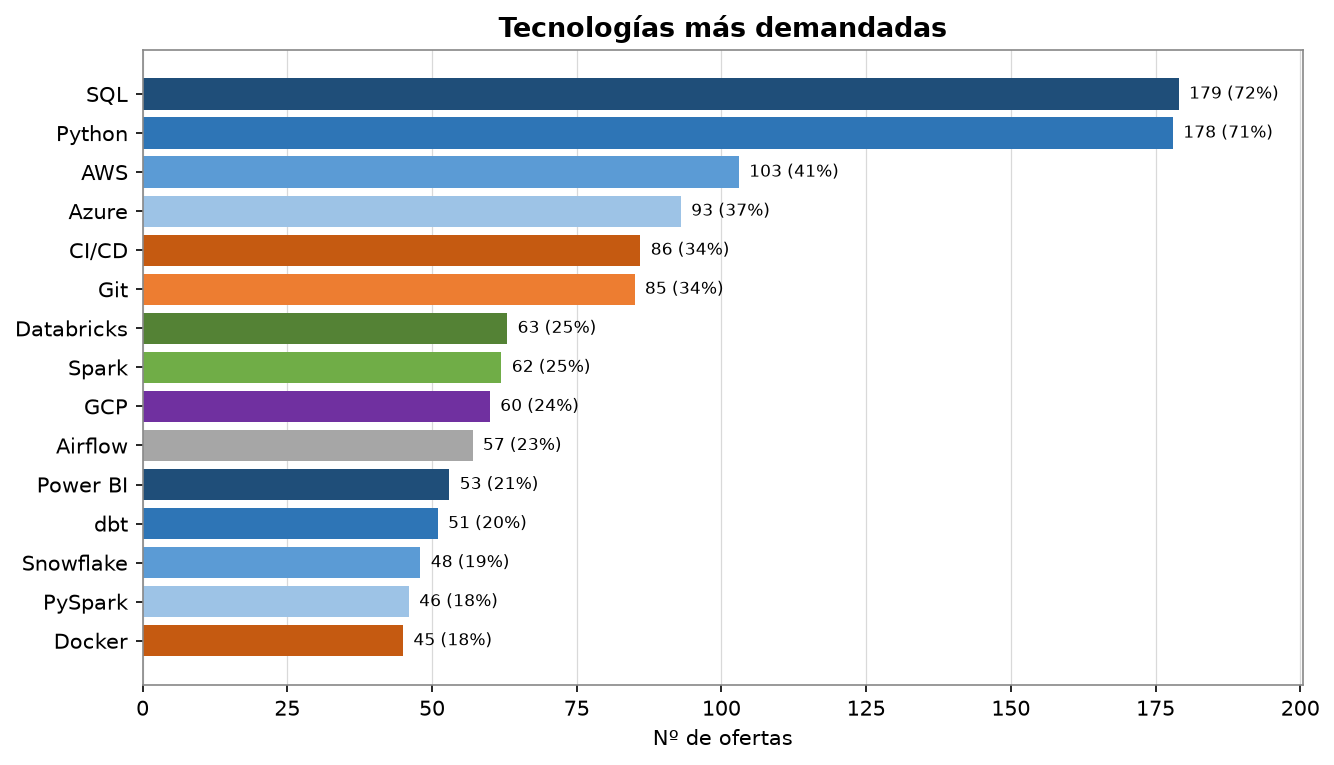 Tecnologías más demandadas
SQL 179 (72%)
Python 178 (71%)
AWS 103 (41%)
Azure 93 (37%)
CI/CD 86 (34%)
Git 85 (34%)
Databricks 63 (25%)
Spark 62 (25%)
GCP 60 (24%)
Airflow 57 (23%)
Power BI 53 (21%)
dbt 51 (20%)
Snowflake 48 (19%)
PySpark 46 (18%)
Docker 45 (18%)
0 25 50 75 100 125 150 175 200
Nº de ofertas